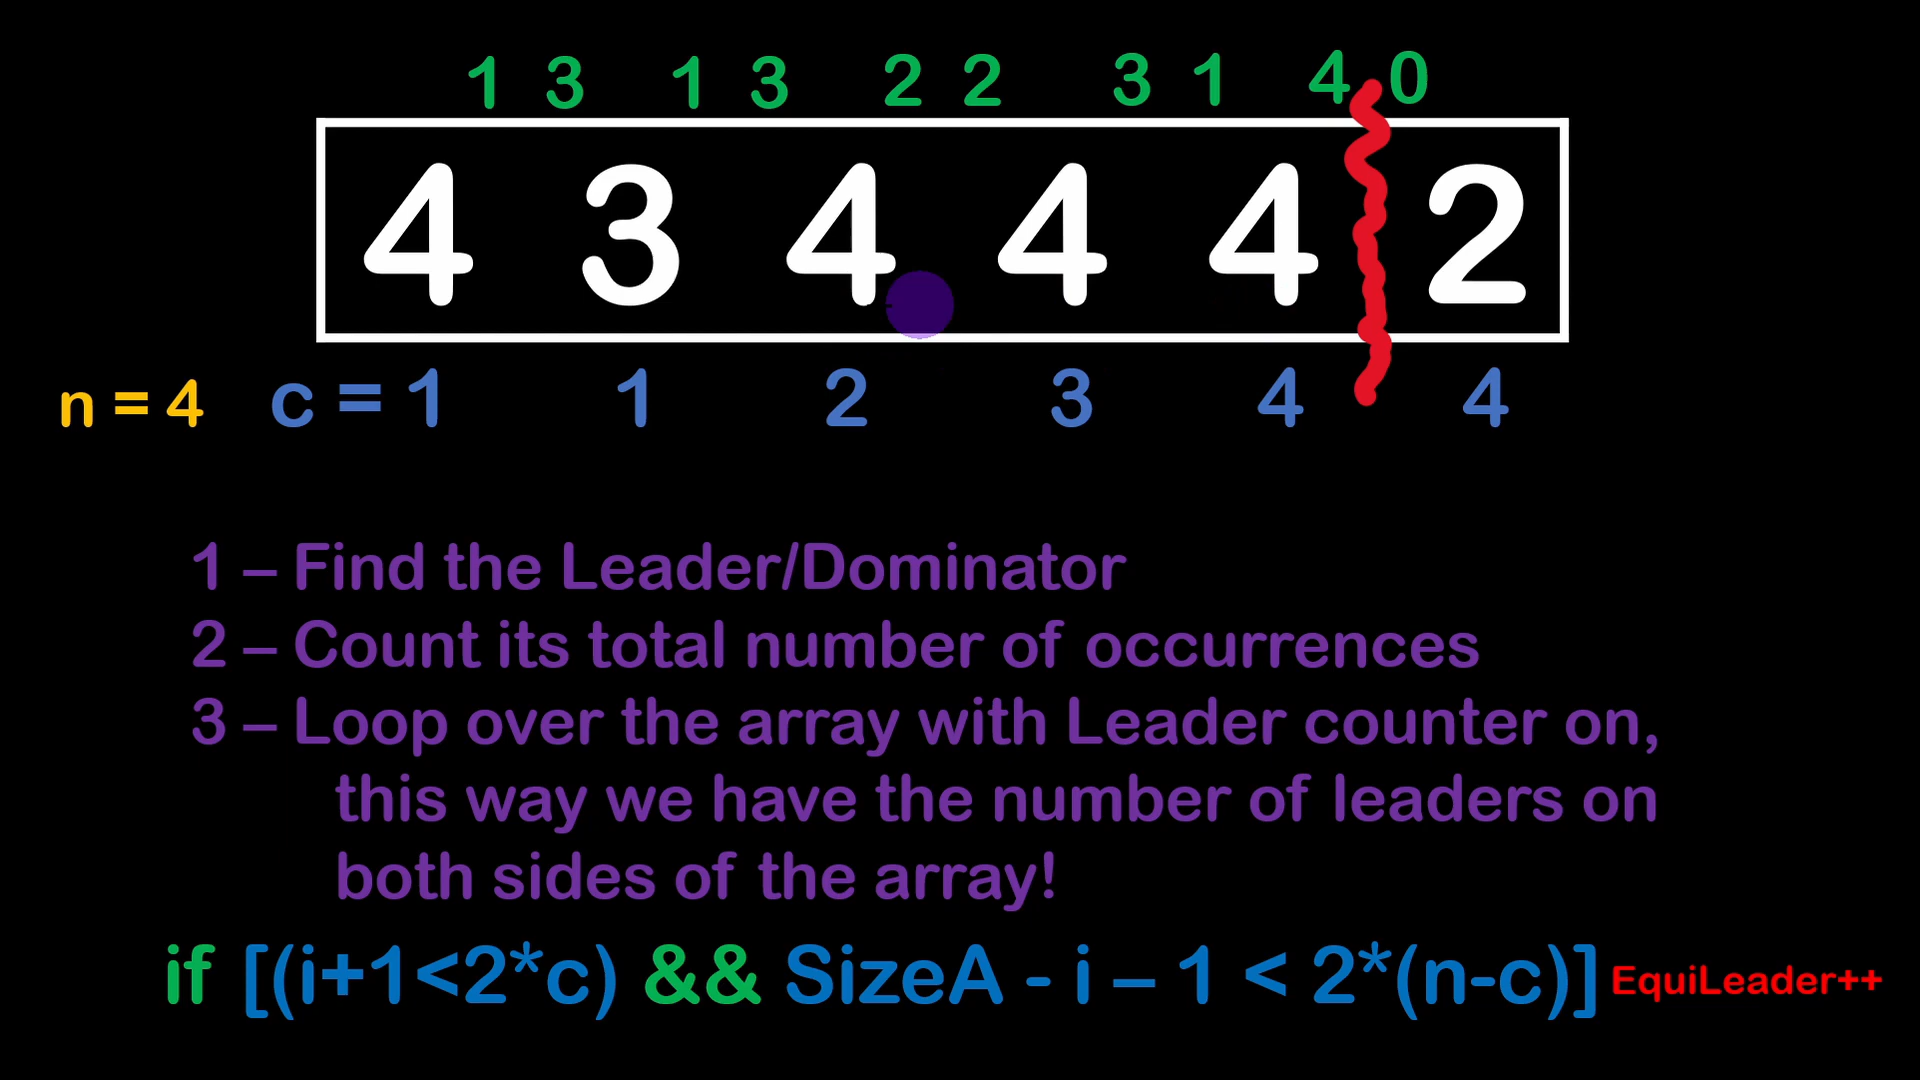 1 3 1 3 2 2 3 1 4 0
4 3 4 4 4 2
n = 4 c = 1 1 2 3 4 4
1 – Find the Leader/Dominator
2 – Count its total number of occurrences
3 – Loop over the array with Leader counter on,
this way we have the number of leaders on
both sides of the array!
if [(i+1<2*c) && SizeA - i – 1 < 2*(n-c)] EquiLeader++